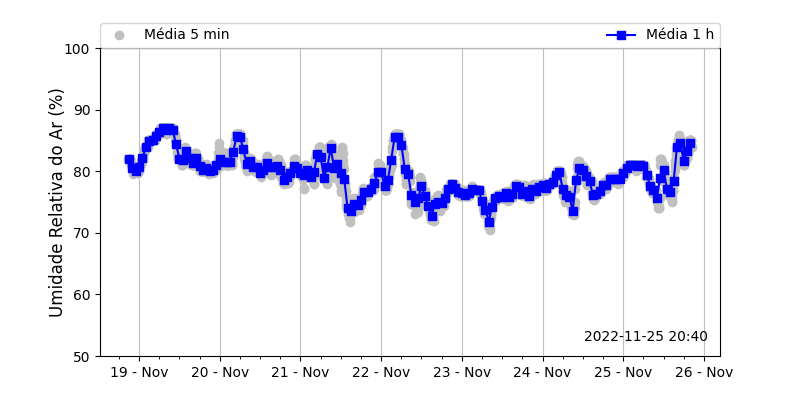 Média 5 min
Média 1 h
Umidade Relativa do Ar (%)
100
90
80
70
60
50
2022-11-25 20:40
19 - Nov
20 - Nov
21 - Nov
22 - Nov
23 - Nov
24 - Nov
25 - Nov
26 - Nov